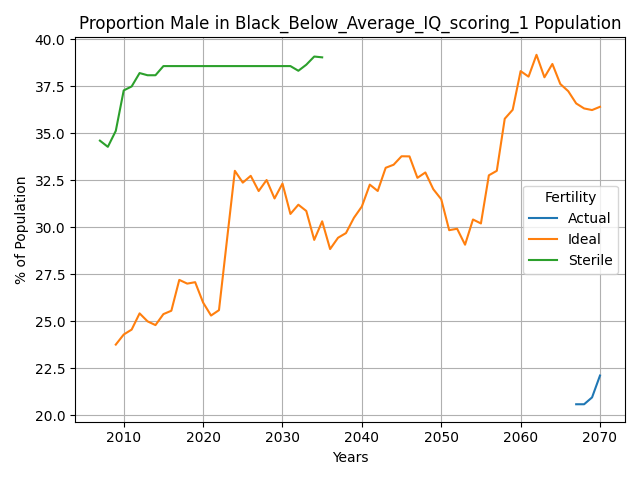 Proportion Male in Black_Below_Average_IQ_scoring_1 Population
% of Population
40.0
37.5
35.0
32.5
30.0
27.5
25.0
22.5
20.0
Fertility
Actual
Ideal
Sterile
2010 2020 2030 2040 2050 2060 2070
Years